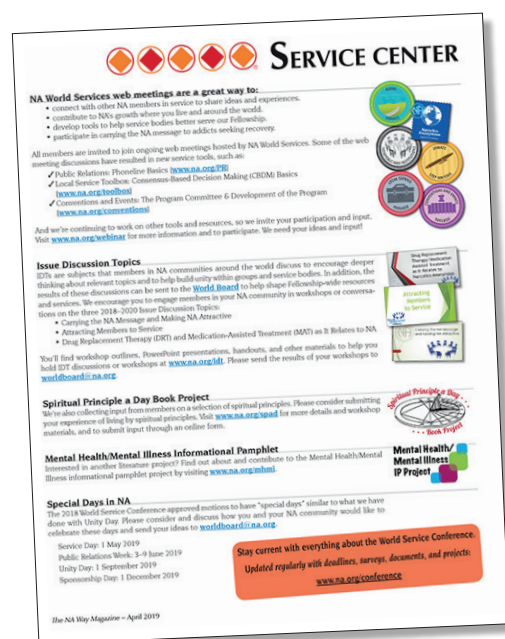 SERVICE CENTER
NA World Services web meetings are a great way to:
• connect with other NA members in service to share ideas and experiences.
• contribute to NA's growth where you live and around the world.
• develop tools to help service bodies better serve our Fellowship.
• participate in carrying the NA message to addicts seeking recovery.
All members are invited to join ongoing web meetings hosted by NA World Services. Some of the web
meeting discussions have resulted in new service tools, such as:
✓Public Relations: Phoneline Basics (www.na.org/PR)
✓Local Service Toolbox: Consensus-Based Decision Making (CBDM) Basics
(www.na.org/toolbox)
✓Conventions and Events: The Program Committee & Development of the Program
(www.na.org/conventions)
And we're continuing to work on other tools and resources, so we invite your participation and input.
Visit www.na.org/webinar for more information and to participate. We need your ideas and input!
Issue Discussion Topics
IDTs are subjects that members in NA communities around the world discuss to encourage deeper
thinking about relevant topics and to help build unity within groups and service bodies. In addition, the
results of these discussions can be sent to the World Board to help shape Fellowship-wide resources
and services. We encourage you to engage members in your NA community in workshops or conversa-
tions on the three 2018–2020 Issue Discussion Topics:
• Carrying the NA Message and Making NA Attractive
• Attracting Members to Service
• Drug Replacement Therapy (DRT) and Medication-Assisted Treatment (MAT) as It Relates to NA
You'll find workshop outlines, PowerPoint presentations, handouts, and other materials to help you
hold IDT discussions or workshops at www.na.org/idt. Please send the results of your workshops to
worldboard@na.org.
Drug Replacement
Therapy/Medication
Assisted Treatment
as It Relates to
Narcotics Anonymous
Attracting
Members
to Service
Carrying the NA Message
and Making NA Attractive
Spiritual Principle a Day Book Project
We're also collecting input from members on a selection of spiritual principles. Please consider submitting
your experience of living by spiritual principles. Visit www.na.org/spad for more details and workshop
materials, and to submit input through an online form.
Spiritual Principle a Day
Book Project
Mental Health/Mental Illness Informational Pamphlet
Interested in another literature project? Find out about and contribute to the Mental Health/Mental
Illness informational pamphlet project by visiting www.na.org/mhmi.
Mental Health/
Mental Illness
IP Project
Special Days in NA
The 2018 World Service Conference approved motions to have "special days" similar to what we have
done with Unity Day. Please consider and discuss how you and your NA community would like to
celebrate these days and send your ideas to worldboard@na.org.
Service Day: 1 May 2019
Public Relations Week: 3–9 June 2019
Unity Day: 1 September 2019
Sponsorship Day: 1 December 2019
Stay current with everything about the World Service Conference.
Updated regularly with deadlines, surveys, documents, and projects:
www.na.org/conference
The NA Way Magazine – April 2019